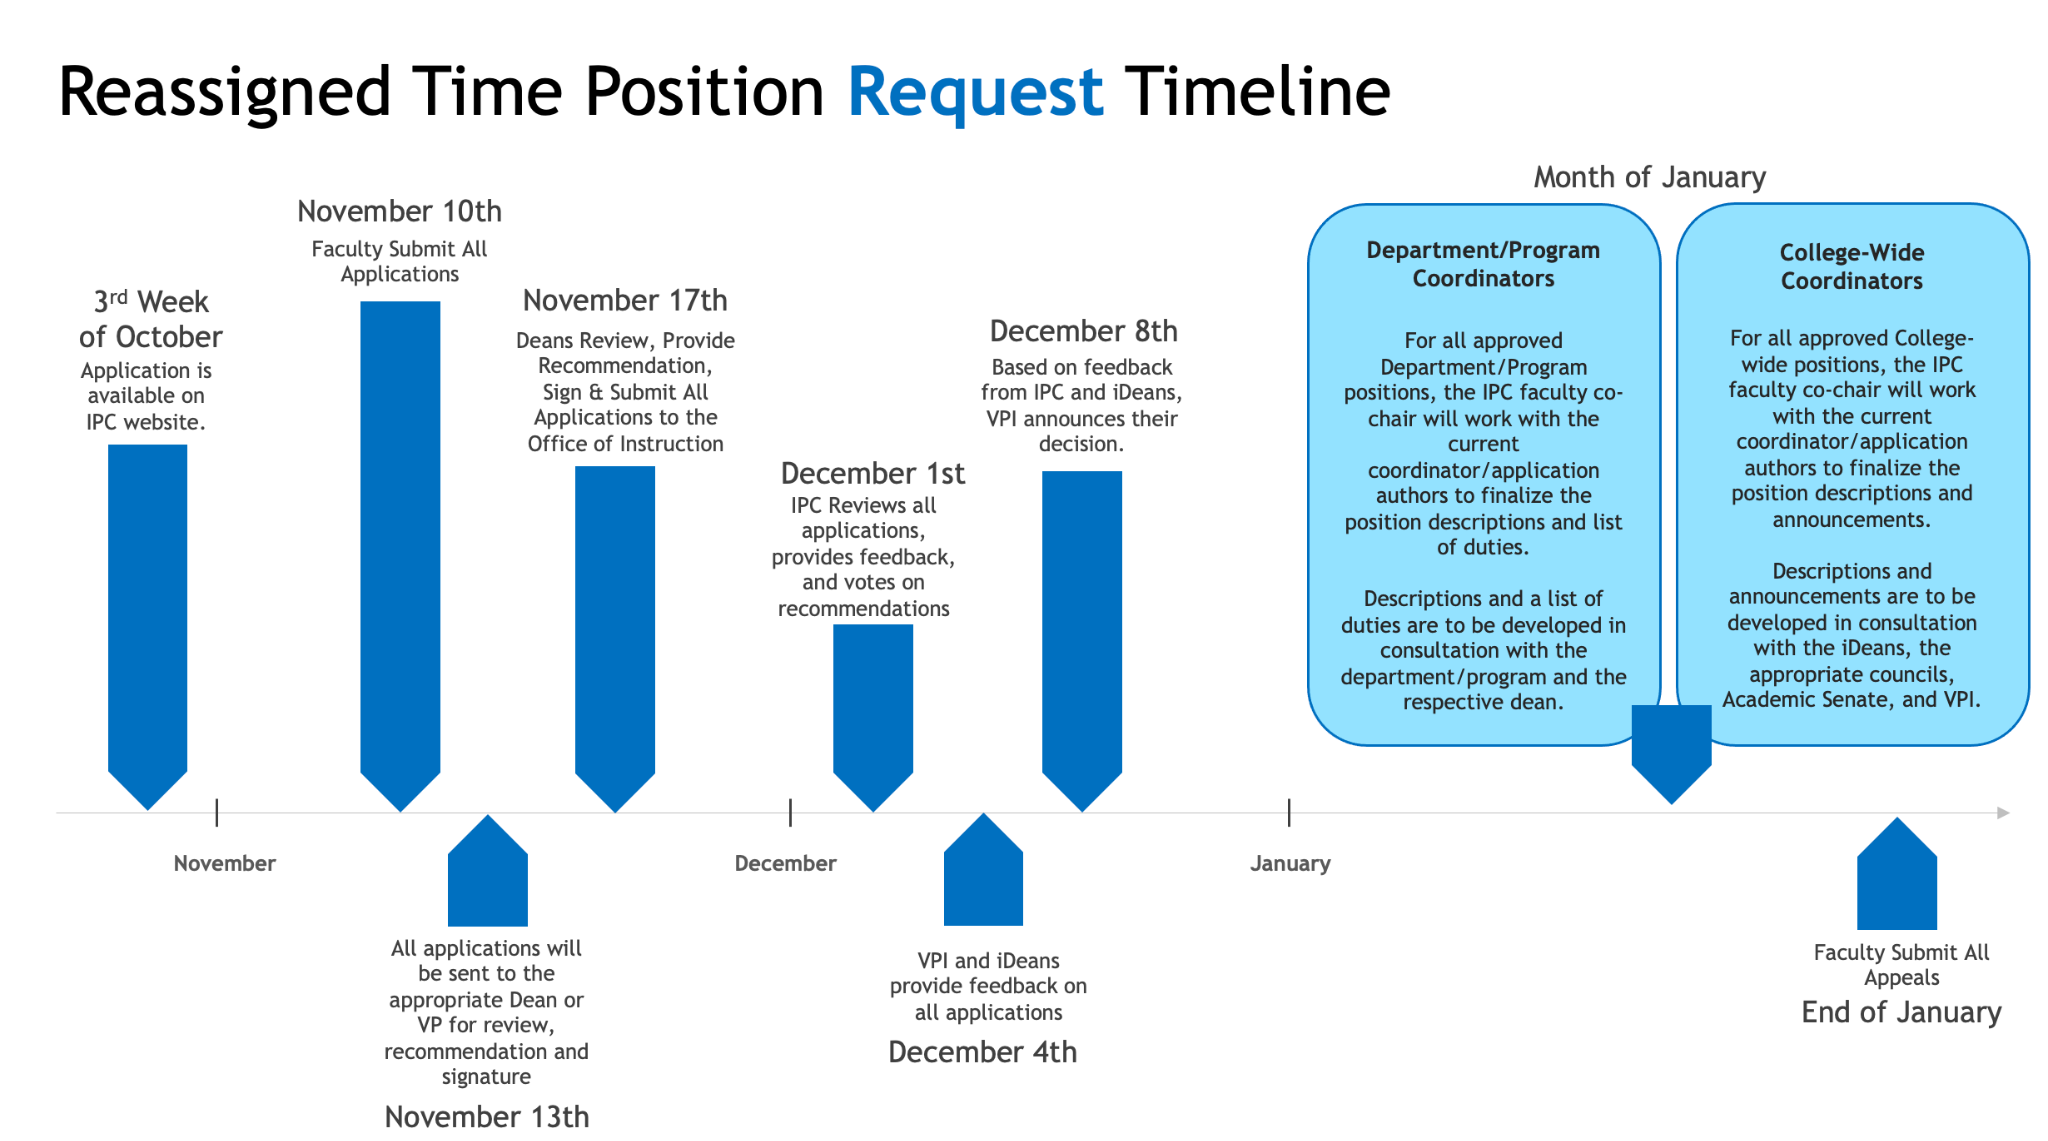 Reassigned Time Position Request Timeline
3rd Week
of October
Application is
available on
IPC website.
November 10th
Faculty Submit All
Applications
November 17th
Deans Review, Provide
Recommendation,
Sign & Submit All
Applications to the
Office of Instruction
December 1st
IPC Reviews all
applications,
provides feedback,
and votes on
recommendations
December 8th
Based on feedback
from IPC and iDeans,
VPI announces their
decision.
Month of January
Department/Program
Coordinators
For all approved
Department/Program
positions, the IPC faculty co-
chair will work with the
current
coordinator/application
authors to finalize the
position descriptions and list
of duties.
Descriptions and a list of
duties are to be developed in
consultation with the
department/program and the
respective dean.
College-Wide
Coordinators
For all approved College-
wide positions, the IPC
faculty co-chair will work
with the current
coordinator/application
authors to finalize the
position descriptions and
announcements.
Descriptions and
announcements are to be
developed in consultation
with the iDeans, the
appropriate councils,
Academic Senate, and VPI.
November
December
January
All applications will
be sent to the
appropriate Dean or
VP for review,
recommendation and
signature
November 13th
VPI and iDeans
provide feedback on
all applications
December 4th
Faculty Submit All
Appeals
End of January